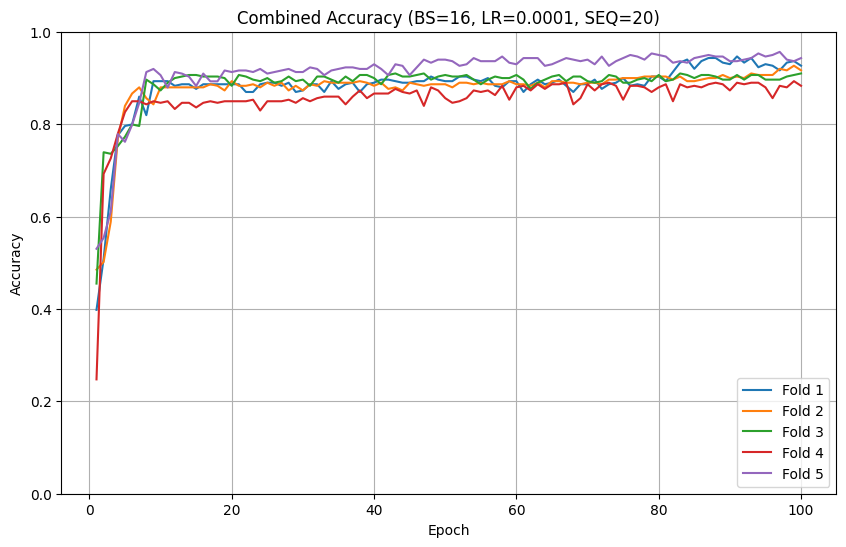 Combined Accuracy (BS=16, LR=0.0001, SEQ=20)
1.0
0.8
0.6
0.4
0.2
0.0
Accuracy
Fold 1
Fold 2
Fold 3
Fold 4
Fold 5
0 20 40 60 80 100
Epoch